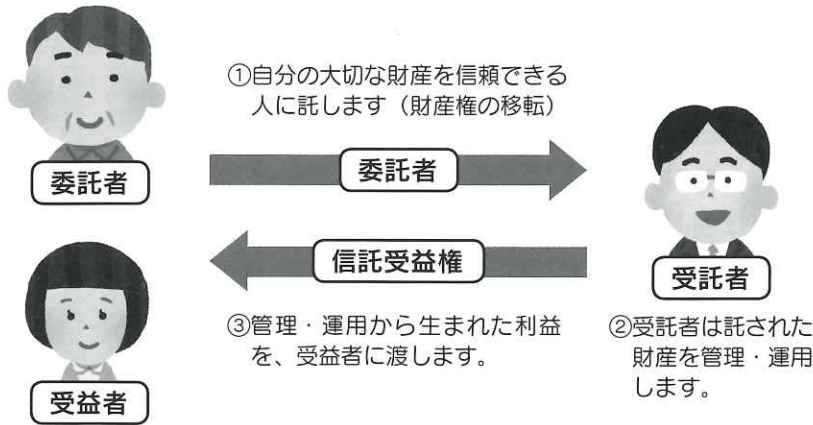 ①自分の大切な財産を信頼できる
人に託します（財産権の移転）
委託者
委託者
受託者
信託受益権
③管理・運用から生まれた利益
を、受益者に渡します。
②受託者は託された
財産を管理・運用
します。
受益者